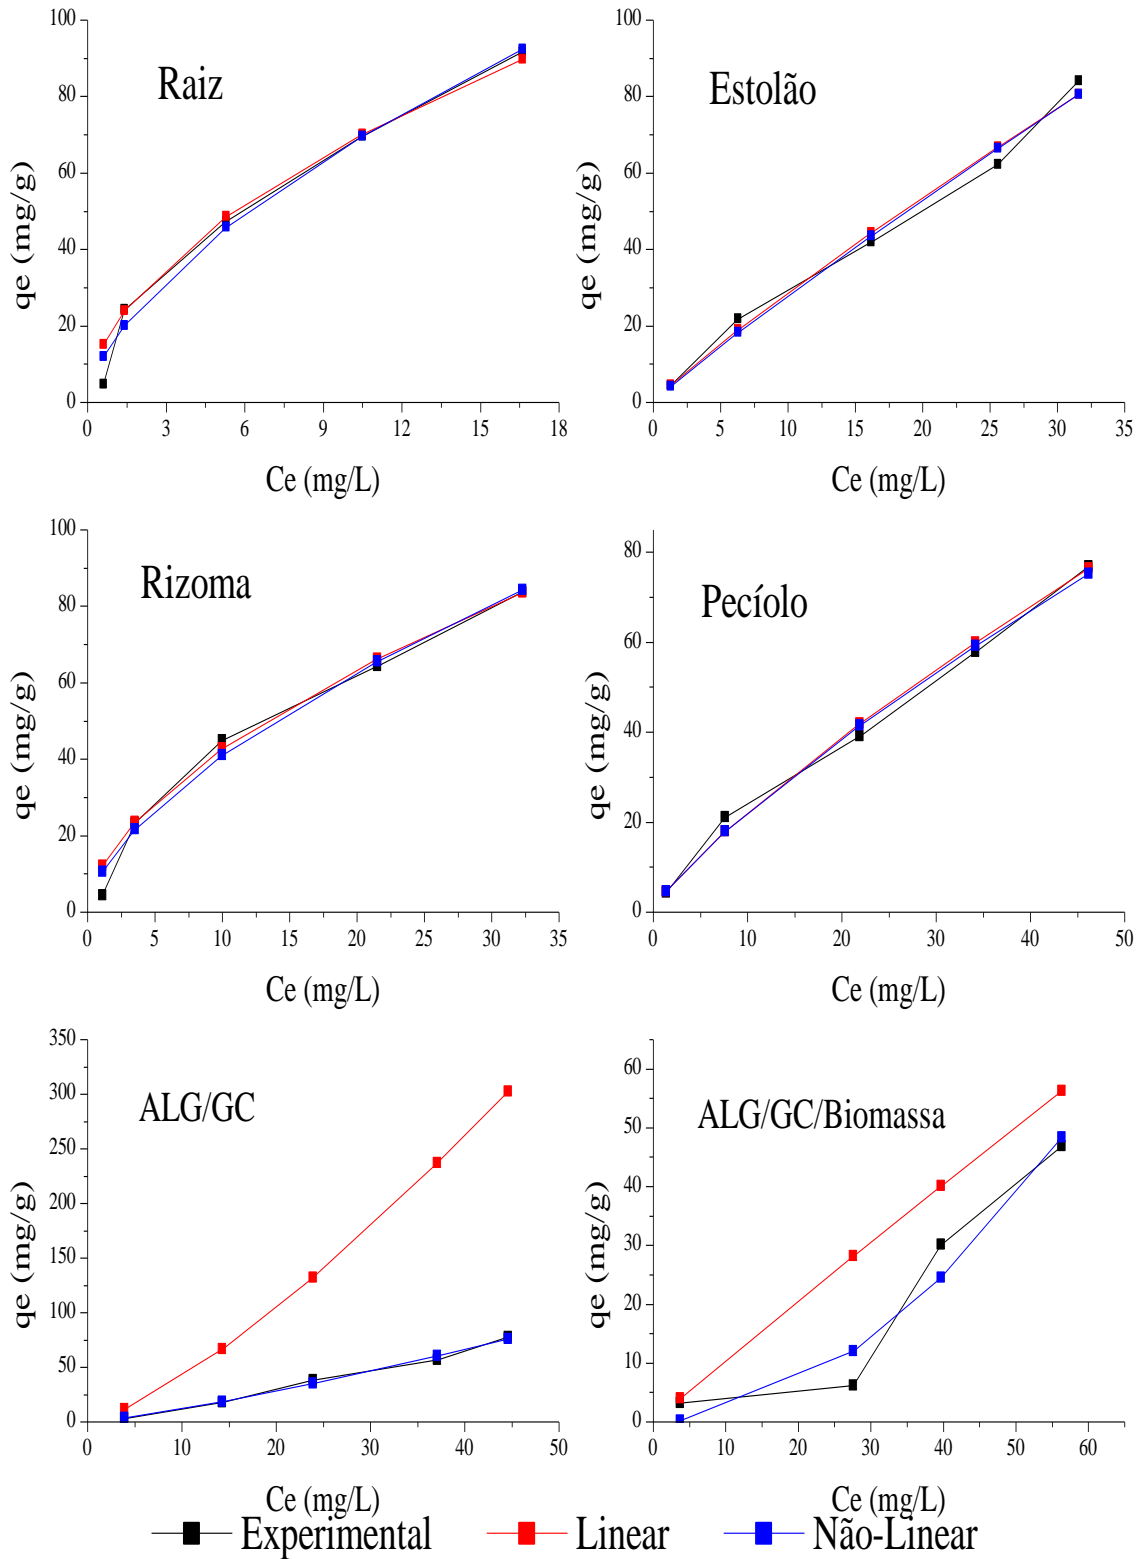 Raiz
qe (mg/g)
100
80
60
40
20
0
0 3 6 9 12 15 18
Ce (mg/L)
Estolão
qe (mg/g)
100
80
60
40
20
0
0 5 10 15 20 25 30 35
Ce (mg/L)
Rizoma
qe (mg/g)
100
80
60
40
20
0
0 5 10 15 20 25 30 35
Ce (mg/L)
Pecíolo
qe (mg/g)
80
60
40
20
0
0 10 20 30 40 50
Ce (mg/L)
ALG/GC
qe (mg/g)
350
300
250
200
150
100
50
0
0 10 20 30 40 50
Ce (mg/L)
ALG/GC/Biomassa
qe (mg/g)
60
50
40
30
20
10
0
0 10 20 30 40 50 60
Ce (mg/L)
Experimental Linear Não-Linear